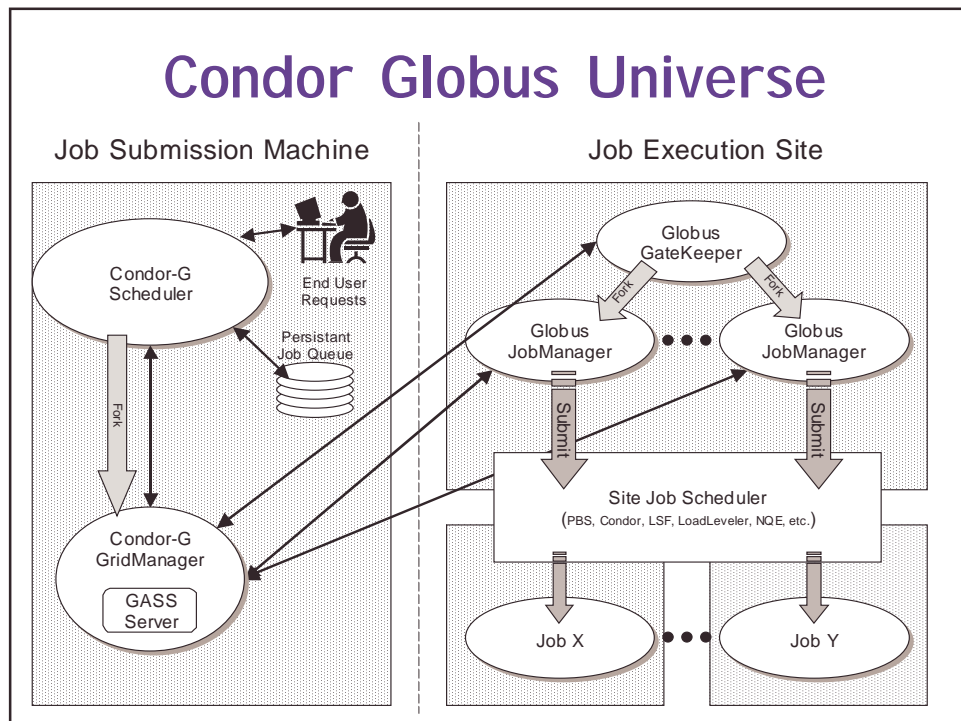 Condor Globus Universe
Job Submission Machine
Job Execution Site
Condor-G
Scheduler
End User
Requests
Persistant
Job Queue
Fork
Condor-G
GridManager
GASS
Server
Globus
GateKeeper
Fork
Fork
Globus
JobManager
Globus
JobManager
Submit
Submit
Site Job Scheduler
(PBS, Condor, LSF, LoadLeveler, NQE, etc.)
Job X
Job Y